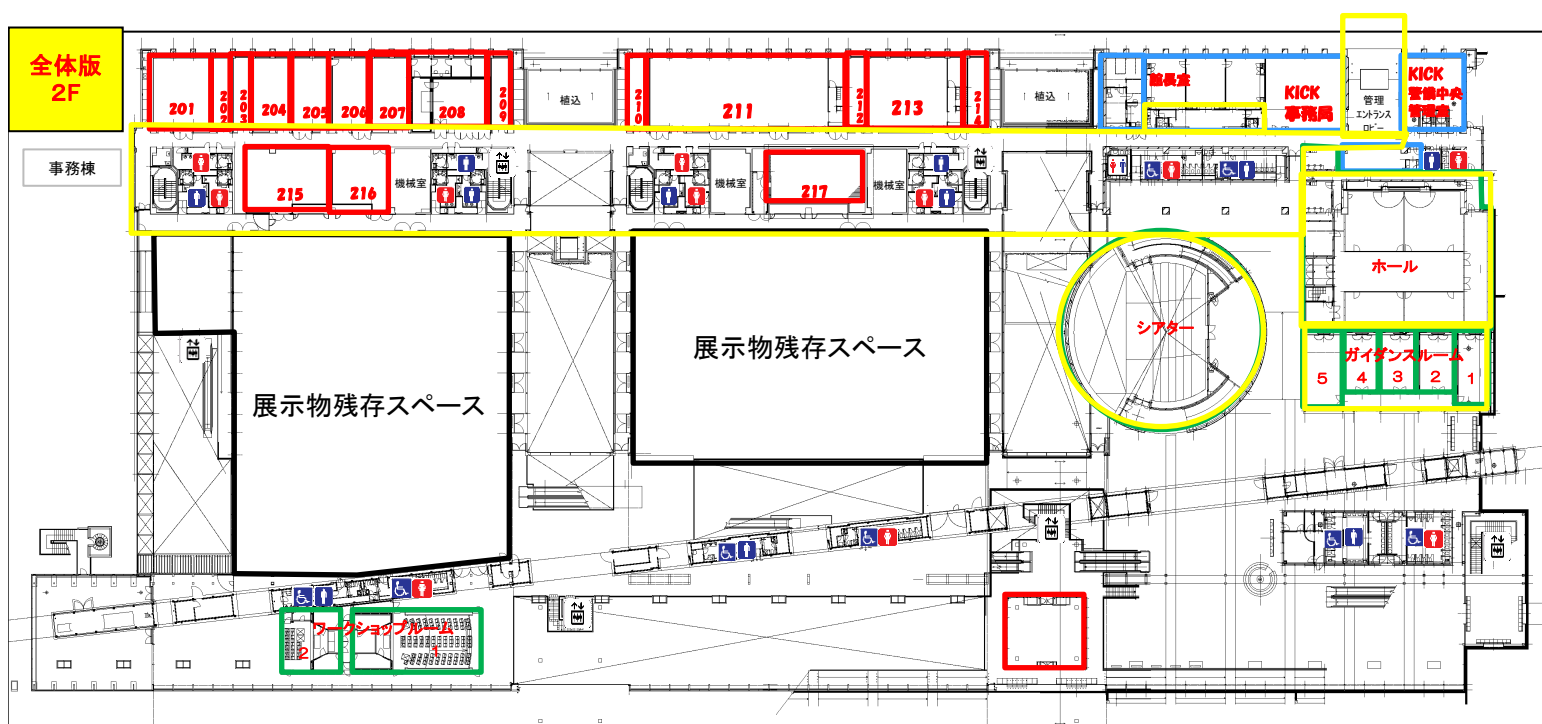 全体版
2F
事務棟
201
202
203
204
205
206
207
208
209
植込
210
211
212
213
214
植込
館長室
KICK
事務局
管理
エントランス
ロビー
KICK
警備中央
管理室
215
216
機械室
機械室
217
機械室
ホール
シアター
ガイダンスルーム
5
4
3
2
1
展示物残存スペース
展示物残存スペース
ワークショップルーム
2
1